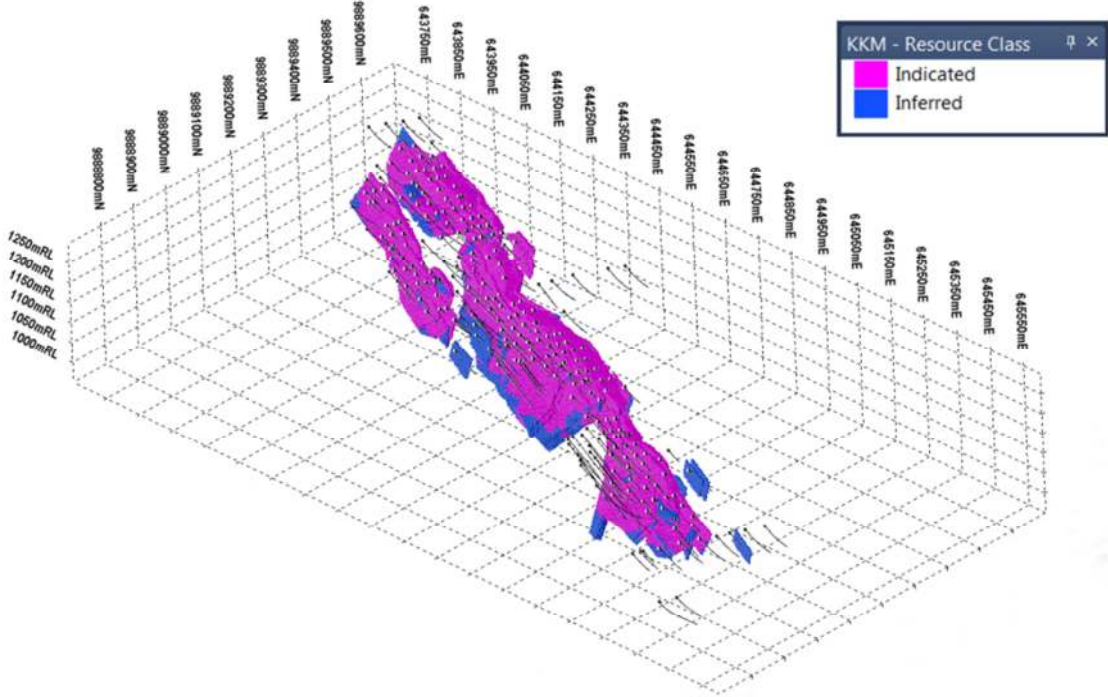 KKM - Resource Class
Indicated
Inferred
9888800mN
9888900mN
9889000mN
9889100mN
9889200mN
9889300mN
9889400mN
9889500mN
9889600mN
643750mE
643850mE
643950mE
644050mE
644150mE
644250mE
644350mE
644450mE
644550mE
644650mE
644750mE
644850mE
644950mE
645050mE
645150mE
645250mE
645350mE
645450mE
645550mE
1250mRL
1200mRL
1150mRL
1100mRL
1050mRL
1000mRL